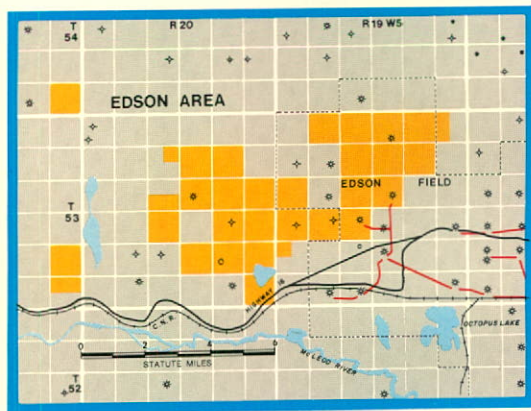 T 54
R 20
R 19 W5
EDSON AREA
EDSON FIELD
T 53
HIGHWAY 16
C.N.R.
OCTOPUS LAKE
0 2 4 6
STATUTE MILES
McLEOD RIVER
T 52